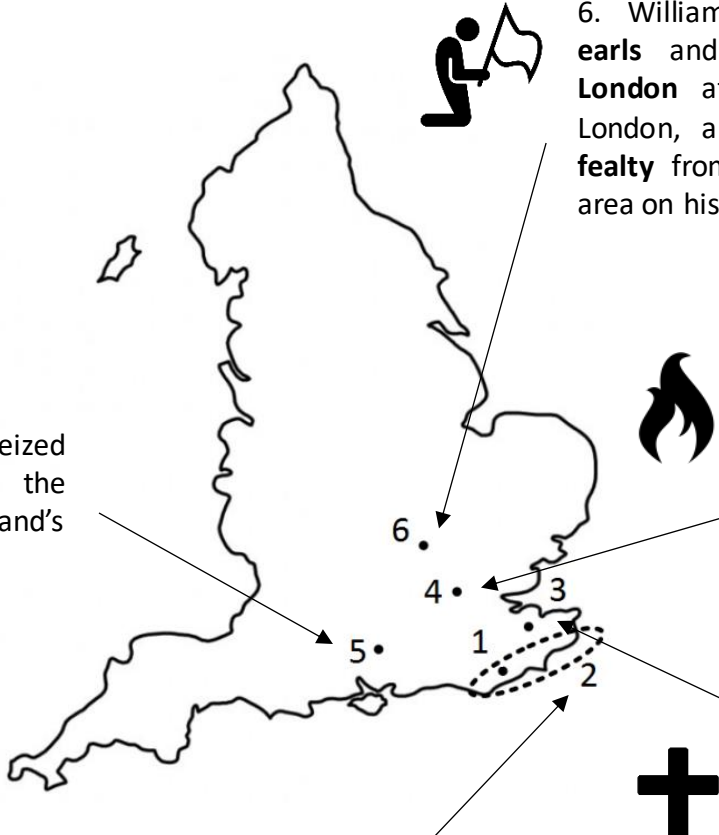 6. William
earls and
London
London, a
fealty from
area on his
eized
the
and's
6
4
3
1
5
2